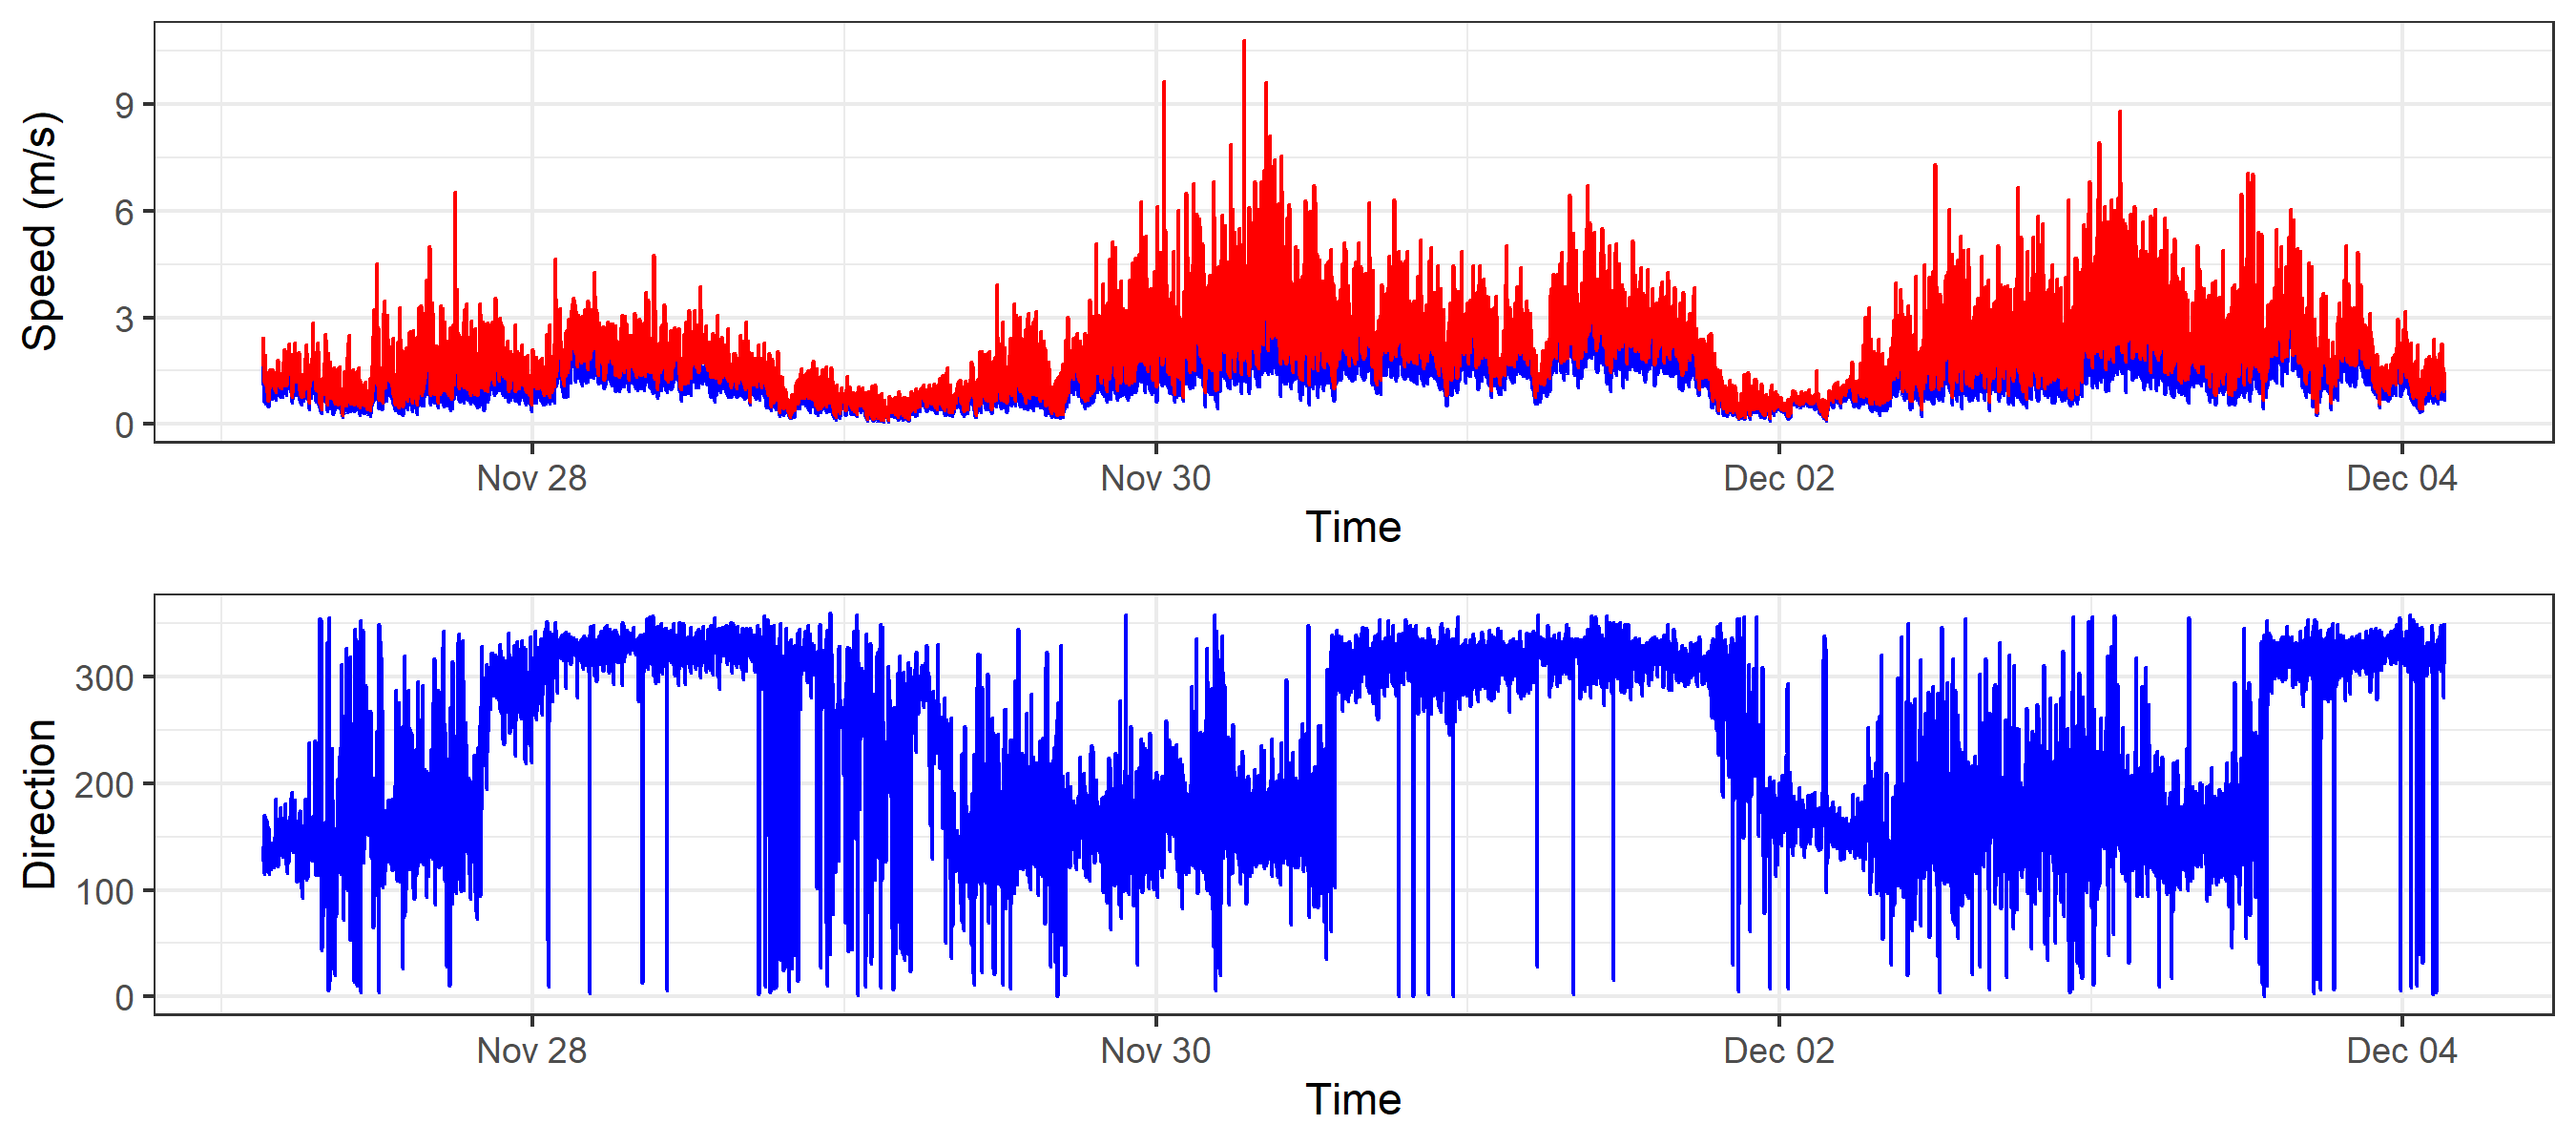 Speed (m/s)
9
6
3
0
Nov 28
Nov 30
Dec 02
Dec 04
Time
Direction
300
200
100
0
Nov 28
Nov 30
Dec 02
Dec 04
Time